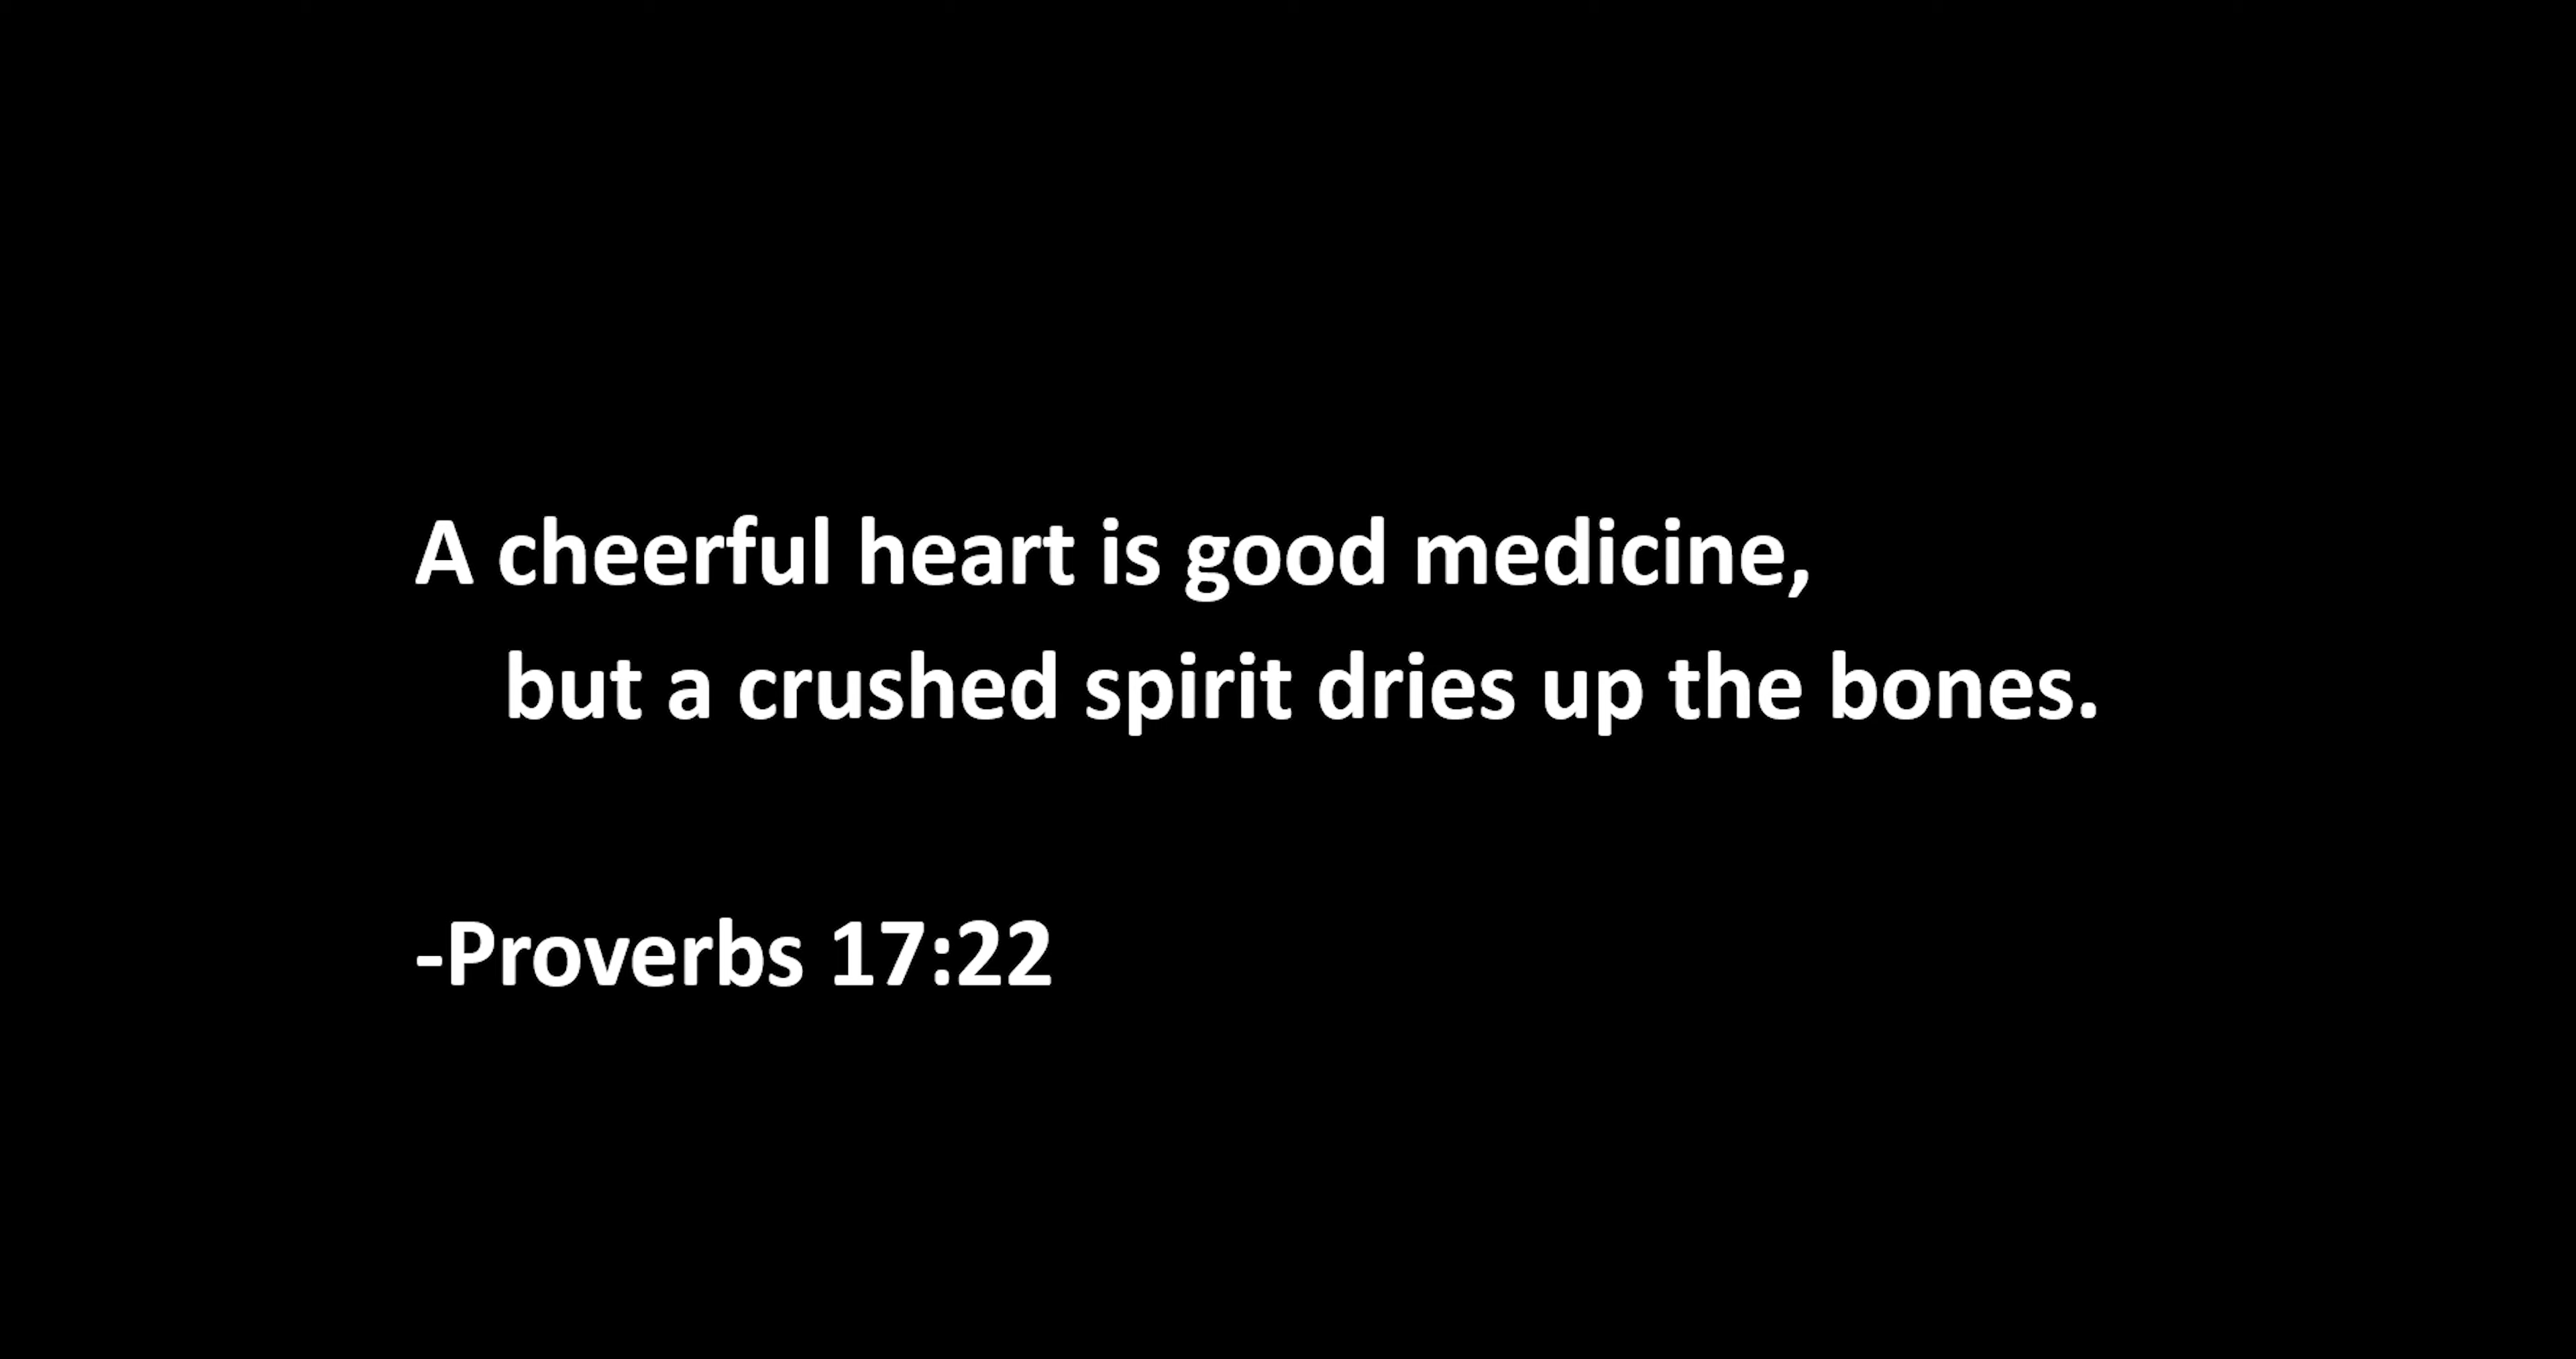 A cheerful heart is good medicine,
but a crushed spirit dries up the bones.
-Proverbs 17:22